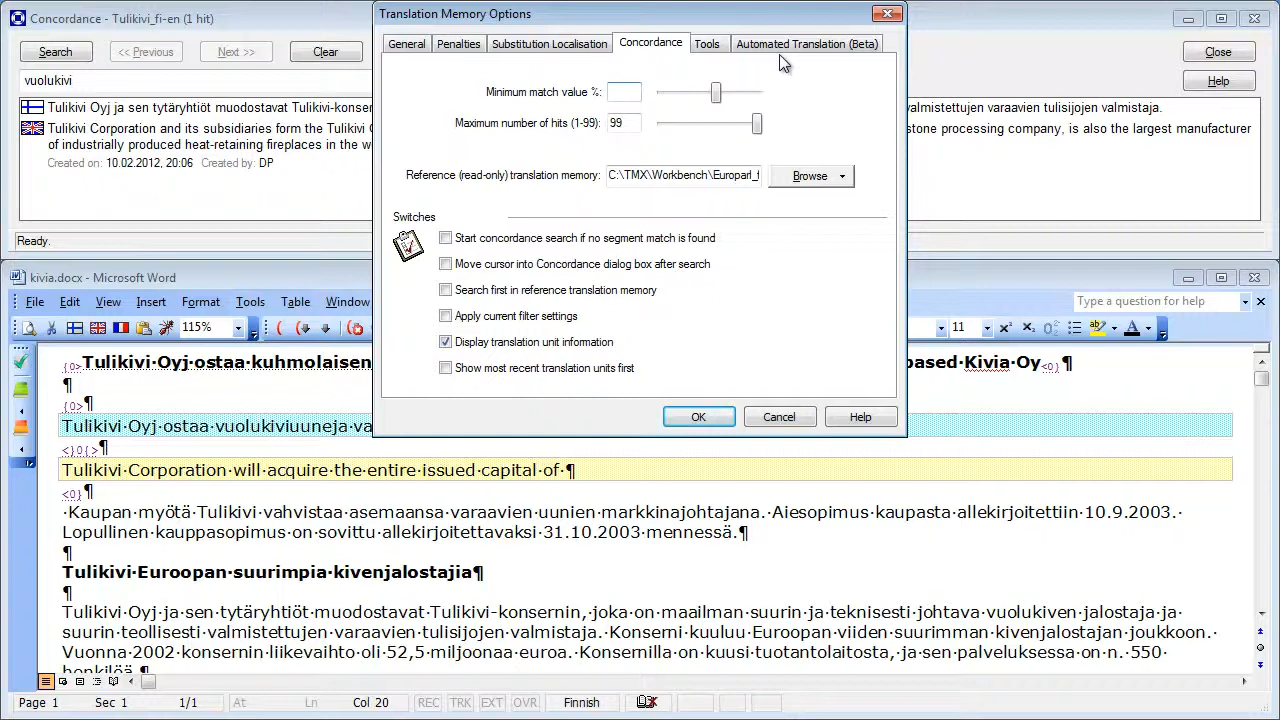 Concordance - Tulikivi_fi-en (1 hit)
Search
<< Previous
Next >>
Clear
Close
vuolukivi
Help
Tulikivi Oyj ja sen tytäryhtiöt muodostavat Tulikivi-konser
valmistettujen varaavien tulisijojen valmistaja.
Tulikivi Corporation and its subsidiaries form the Tulikivi C
stone processing company, is also the largest manufacturer
of industrially produced heat-retaining fireplaces in the w
Created on: 10.02.2012, 20:06 Created by: DP
Ready.
Translation Memory Options
General
Penalties
Substitution Localisation
Concordance
Tools
Automated Translation (Beta)
Minimum match value %:
Maximum number of hits (1-99): 99
Reference (read-only) translation memory: C:\TMX\Workbench\Europarl_f
Browse
Switches
Start concordance search if no segment match is found
Move cursor into Concordance dialog box after search
Search first in reference translation memory
Apply current filter settings
Display translation unit information
Show most recent translation units first
OK
Cancel
Help
kivia.docx - Microsoft Word
File Edit View Insert Format Tools Table Window
Type a question for help
115%
11
{0>Tulikivi·Oyj·ostaa·kuhmolaisen
based·Kivia·Oy<0}¶
¶
{0>¶
Tulikivi·Oyj·ostaa·vuolukiviuuneja·va
<}0{>¶
Tulikivi·Corporation·will·acquire·the·entire·issued·capital·of·¶
<0}¶
·Kaupan·myötä·Tulikivi·vahvistaa·asemaansa·varaavien·uunien·markkinajohtajana.·Aiesopimus·kaupasta·allekirjoitettiin·10.9.2003.·
Lopullinen·kauppasopimus·on·sovittu·allekirjoitettavaksi·31.10.2003·mennessä.¶
¶
Tulikivi·Euroopan·suurimpia·kivenjalostajia¶
¶
Tulikivi·Oyj·ja·sen·tytäryhtiöt·muodostavat·Tulikivi-konsernin,·joka·on·maailman·suurin·ja·teknisesti·johtava·vuolukiven·jalostaja·ja·
suurin·teollisesti·valmistettujen·varaavien·tulisijojen·valmistaja.·Konserni·kuuluu·Euroopan·viiden·suurimman·kivenjalostajan·joukkoon.·
Vuonna·2002·konsernin·liikevaihto·oli·52,5·miljoonaa·euroa.·Konsernilla·on·kuusi·tuotantolaitosta,·ja·sen·palveluksessa·on·n.·550·
henkilöä.¶
Page 1 Sec 1 1/1 At Ln Col 20 REC TRK EXT OVR Finnish